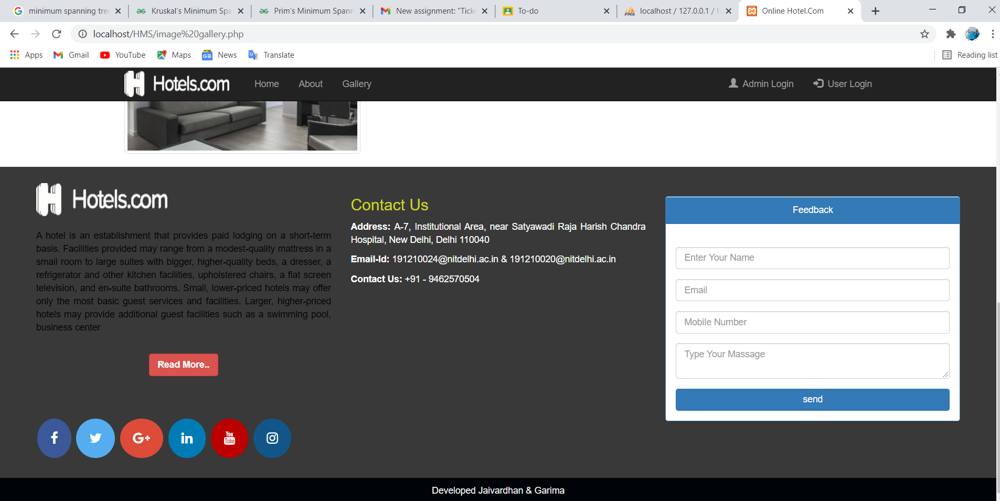 minimum spanning tre
Kruskal's Minimum Spa
Prim's Minimum Spann
New assignment: "Ticke
To-do
localhost / 127.0.0.1 / h
Online Hotel.Com
localhost/HMS/image%20gallery.php
Apps
Gmail
YouTube
Maps
News
Translate
Reading list
Hotels.com
Home
About
Gallery
Admin Login
User Login
Hotels.com
A hotel is an establishment that provides paid lodging on a short-term
basis. Facilities provided may range from a modest-quality mattress in a
small room to large suites with bigger, higher-quality beds, a dresser, a
refrigerator and other kitchen facilities, upholstered chairs, a flat screen
television, and en-suite bathrooms. Small, lower-priced hotels may offer
only the most basic guest services and facilities. Larger, higher-priced
hotels may provide additional guest facilities such as a swimming pool,
business center
Read More..
Contact Us
Address: A-7, Institutional Area, near Satyawadi Raja Harish Chandra
Hospital, New Delhi, Delhi 110040
Email-Id: 191210024@nitdelhi.ac.in & 191210020@nitdelhi.ac.in
Contact Us: +91 - 9462570504
Feedback
Enter Your Name
Email
Mobile Number
Type Your Massage
send
You
Tube
Developed Jaivardhan & Garima